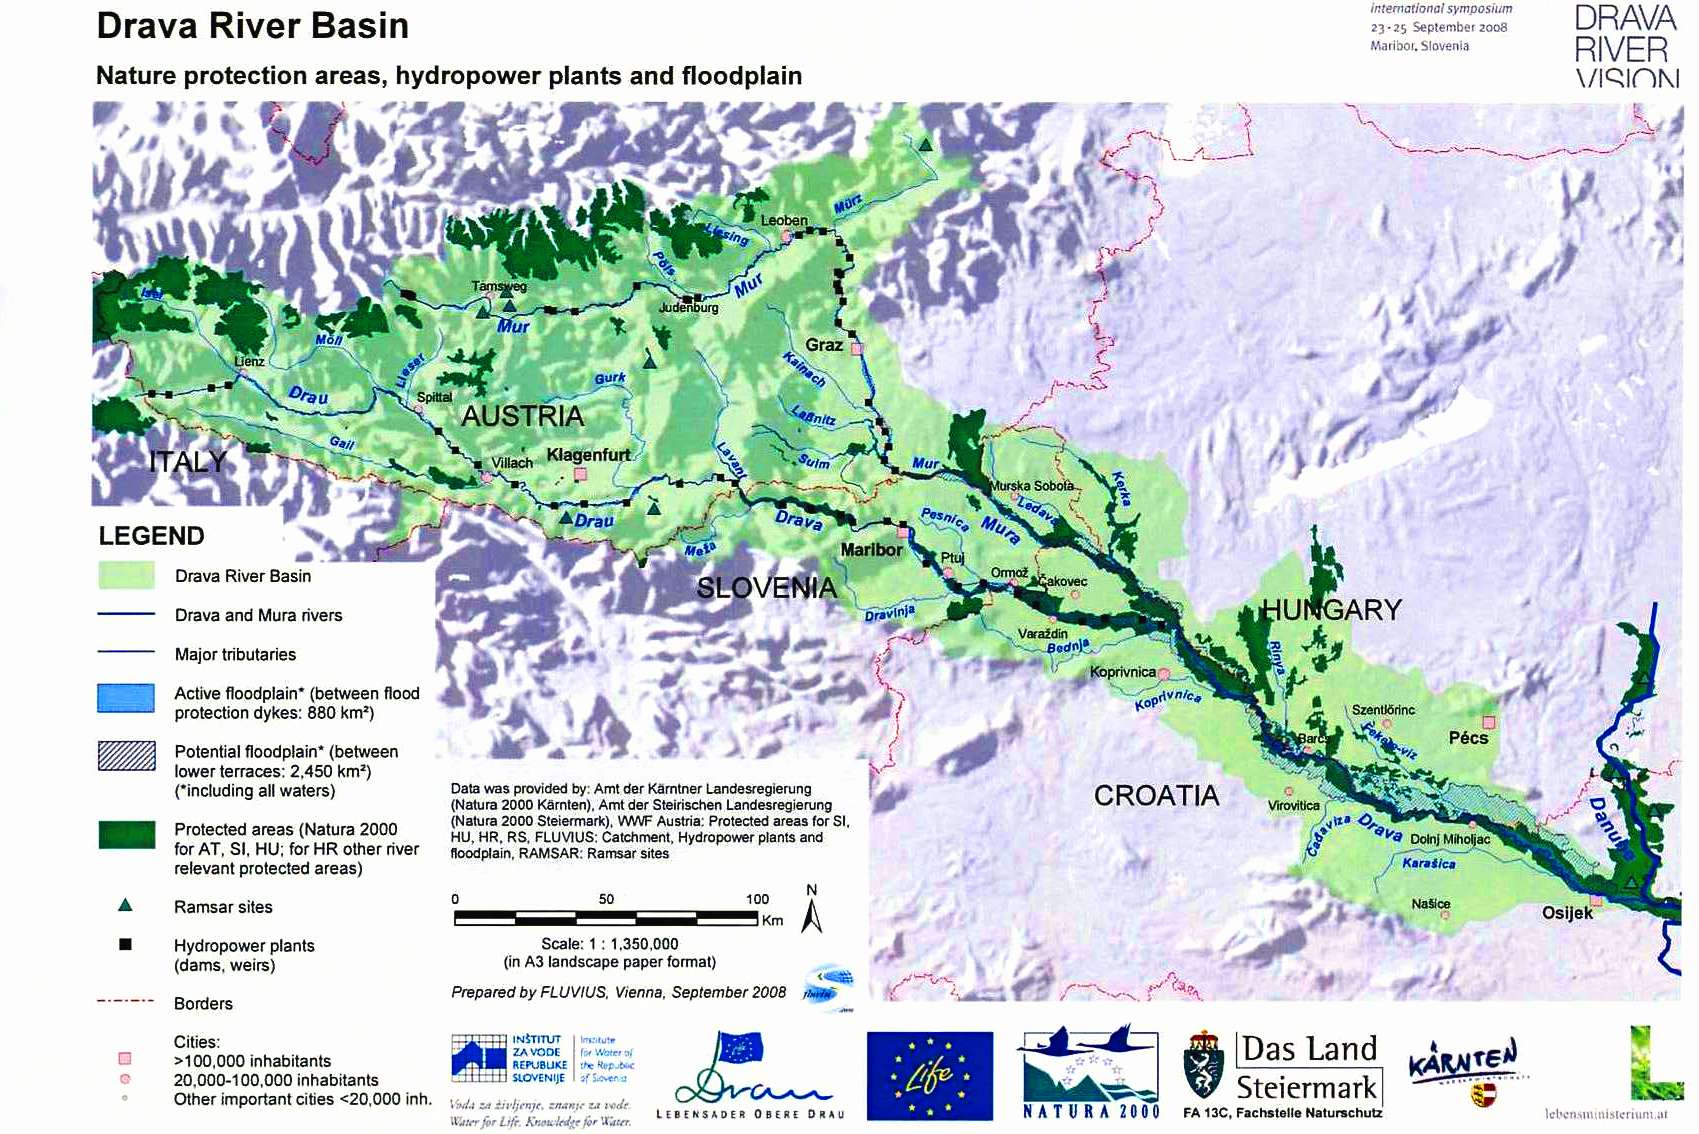 Drava River Basin
Nature protection areas, hydropower plants and floodplain
international symposium
23 - 25 September 2008
Maribor, Slovenia
DRAVA
RIVER
VISION
Mürz
Leoben
Liesing
Pöls
Mur
Tamsweg
Judenburg
Mur
Isel
Möll
Lienz
Lieser
Drau
Graz
Kainach
Gurk
Spittal
AUSTRIA
Laßnitz
Gail
ITALY
Villach
Klagenfurt
Lavant
Sulm
Mur
Drau
Murska Sobota
Kerka
Ledava
Drava
Pesnica
Mura
Meža
Maribor
Ptuj
SLOVENIA
Ormož
Čakovec
Dravinja
HUNGARY
Varaždin
Bednja
Rinya
Koprivnica
Koprivnica
Szentlőrinc
Barcs
Fekete-víz
Pécs
CROATIA
Virovitica
Čađavica
Drava
Dolnj Miholjac
Danube
Karašica
Našice
Osijek
LEGEND
Drava River Basin
Drava and Mura rivers
Major tributaries
Active floodplain* (between flood
protection dykes: 880 km²)
Potential floodplain* (between
lower terraces: 2,450 km²)
(*including all waters)
Protected areas (Natura 2000
for AT, SI, HU; for HR other river
relevant protected areas)
Ramsar sites
Hydropower plants
(dams, weirs)
Borders
Cities:
>100,000 inhabitants
20,000-100,000 inhabitants
Other important cities <20,000 inh.
Data was provided by: Amt der Kärntner Landesregierung
(Natura 2000 Kärnten), Amt der Steirischen Landesregierung
(Natura 2000 Steiermark), WWF Austria: Protected areas for SI,
HU, HR, RS, FLUVIUS: Catchment, Hydropower plants and
floodplain, RAMSAR: Ramsar sites
0 50 100
Km
N
Scale: 1 : 1,350,000
(in A3 landscape paper format)
Prepared by FLUVIUS, Vienna, September 2008
fluvius
INŠTITUT
ZA VODE
REPUBLIKE
SLOVENIJE
Institute
for Water of
the Republic
of Slovenia
Voda za življenje, znanje za vodo.
Water for Life, Knowledge for Water.
Drau
LEBENSADER OBERE DRAU
Life
NATURA 2000
Das Land
Steiermark
FA 13C, Fachstelle Naturschutz
KÄRNTEN
lebensministerium.at